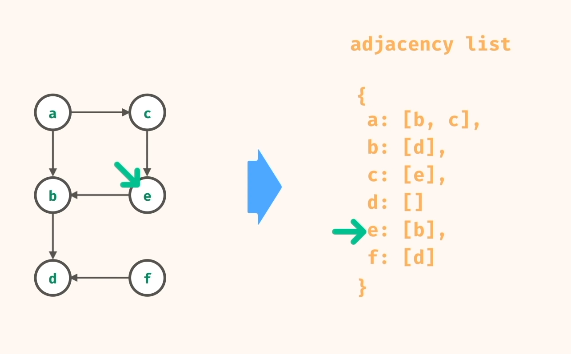 adjacency list
a c
b e
d f
{
a: [b, c],
b: [d],
c: [e],
d: []
e: [b],
f: [d]
}